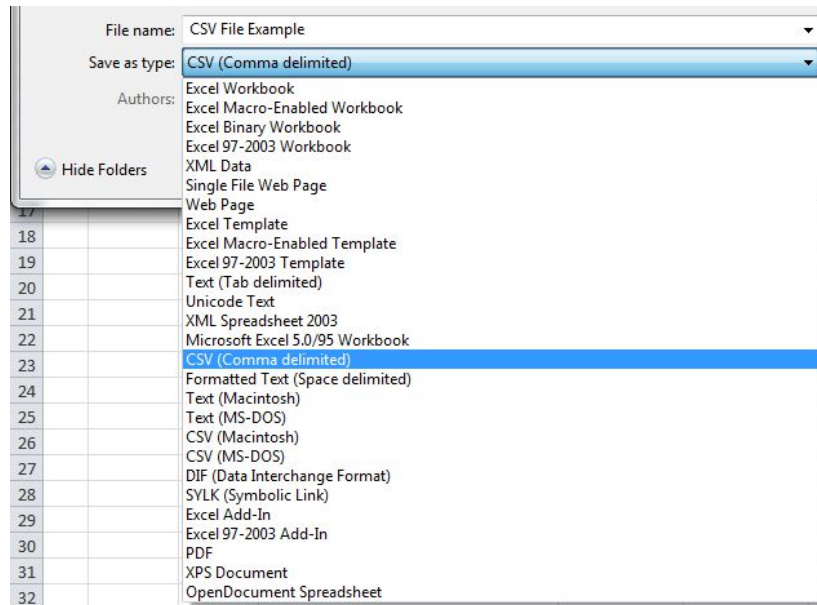 File name: CSV File Example
Save as type: CSV (Comma delimited)
Authors:
Excel Workbook
Excel Macro-Enabled Workbook
Excel Binary Workbook
Excel 97-2003 Workbook
XML Data
Hide Folders
Single File Web Page
Web Page
17
Excel Template
18
Excel Macro-Enabled Template
19
Excel 97-2003 Template
20
Text (Tab delimited)
Unicode Text
21
XML Spreadsheet 2003
22
Microsoft Excel 5.0/95 Workbook
23
CSV (Comma delimited)
Formatted Text (Space delimited)
24
Text (Macintosh)
25
Text (MS-DOS)
26
CSV (Macintosh)
CSV (MS-DOS)
27
DIF (Data Interchange Format)
28
SYLK (Symbolic Link)
29
Excel Add-In
Excel 97-2003 Add-In
30
PDF
31
XPS Document
32
OpenDocument Spreadsheet